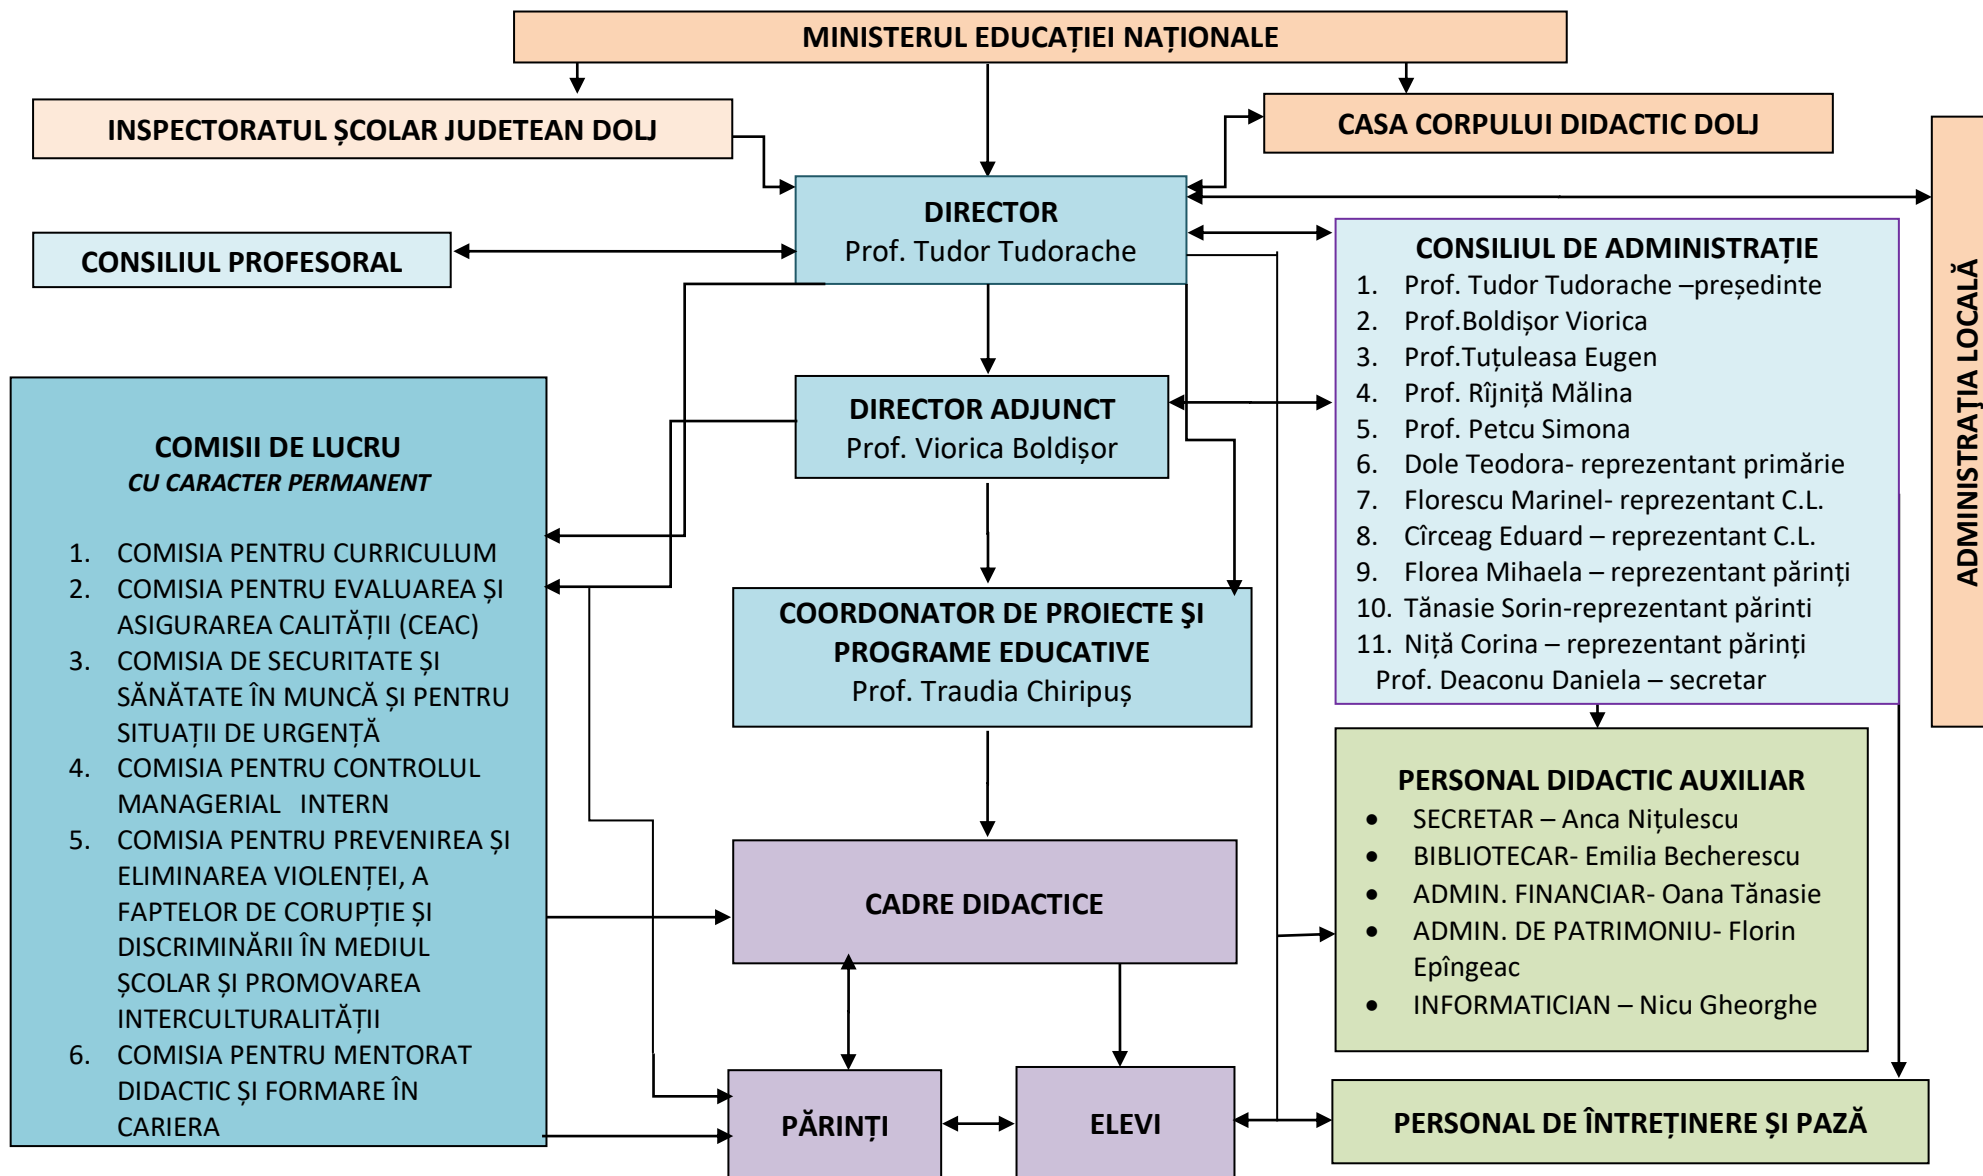 MINISTERUL EDUCAȚIEI NAȚIONALE
INSPECTORATUL ȘCOLAR JUDETEAN DOLJ
CASA CORPULUI DIDACTIC DOLJ
ADMINISTRAŢIA LOCALĂ
DIRECTOR
Prof. Tudor Tudorache
CONSILIUL PROFESORAL
CONSILIUL DE ADMINISTRAȚIE
1. Prof. Tudor Tudorache –președinte
2. Prof.Boldișor Viorica
3. Prof.Tuțuleasa Eugen
4. Prof. Rîjniță Mălina
5. Prof. Petcu Simona
6. Dole Teodora- reprezentant primărie
7. Florescu Marinel- reprezentant C.L.
8. Cîrceag Eduard – reprezentant C.L.
9. Florea Mihaela – reprezentant părinți
10. Tănasie Sorin-reprezentant părinti
11. Niță Corina – reprezentant părinți
Prof. Deaconu Daniela – secretar
DIRECTOR ADJUNCT
Prof. Viorica Boldișor
COMISII DE LUCRU
CU CARACTER PERMANENT
1. COMISIA PENTRU CURRICULUM
2. COMISIA PENTRU EVALUAREA ȘI
ASIGURAREA CALITĂȚII (CEAC)
3. COMISIA DE SECURITATE ȘI
SĂNĂTATE ÎN MUNCĂ ȘI PENTRU
SITUAȚII DE URGENȚĂ
4. COMISIA PENTRU CONTROLUL
MANAGERIAL INTERN
5. COMISIA PENTRU PREVENIREA ȘI
ELIMINAREA VIOLENȚEI, A
FAPTELOR DE CORUPȚIE ȘI
DISCRIMINĂRII ÎN MEDIUL
ȘCOLAR ȘI PROMOVAREA
INTERCULTURALITĂȚII
6. COMISIA PENTRU MENTORAT
DIDACTIC ȘI FORMARE ÎN
CARIERA
COORDONATOR DE PROIECTE ŞI
PROGRAME EDUCATIVE
Prof. Traudia Chiripuș
PERSONAL DIDACTIC AUXILIAR
• SECRETAR – Anca Nițulescu
• BIBLIOTECAR- Emilia Becherescu
• ADMIN. FINANCIAR- Oana Tănasie
• ADMIN. DE PATRIMONIU- Florin
Epîngeac
• INFORMATICIAN – Nicu Gheorghe
CADRE DIDACTICE
PĂRINȚI
ELEVI
PERSONAL DE ÎNTREȚINERE ȘI PAZĂ